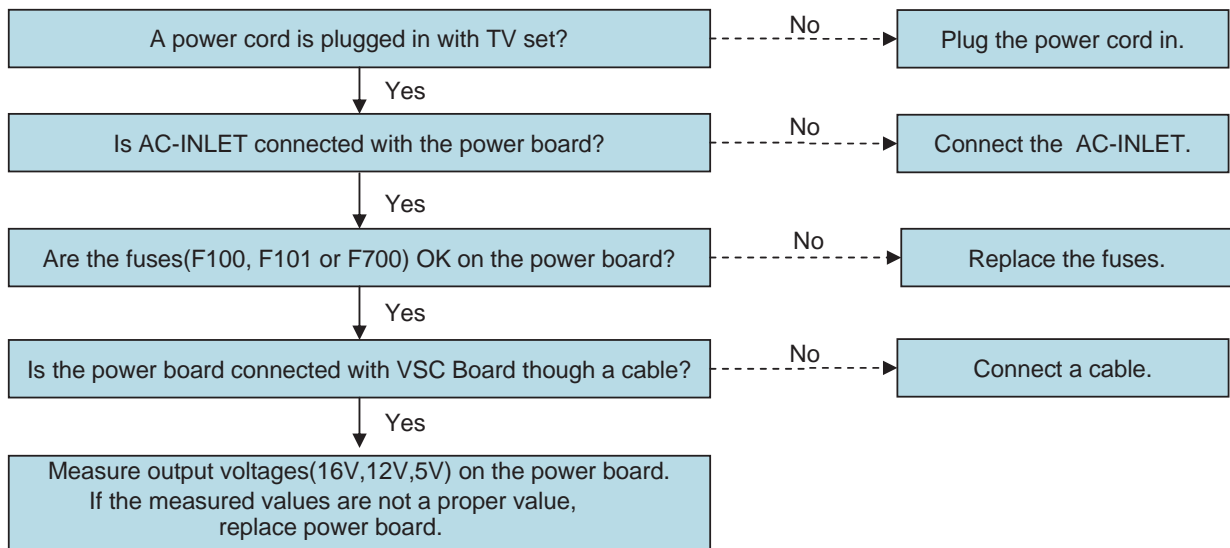 A power cord is plugged in with TV set?
No
Plug the power cord in.
Yes
Is AC-INLET connected with the power board?
No
Connect the AC-INLET.
Yes
Are the fuses(F100, F101 or F700) OK on the power board?
No
Replace the fuses.
Yes
Is the power board connected with VSC Board though a cable?
No
Connect a cable.
Yes
Measure output voltages(16V,12V,5V) on the power board.
If the measured values are not a proper value,
replace power board.